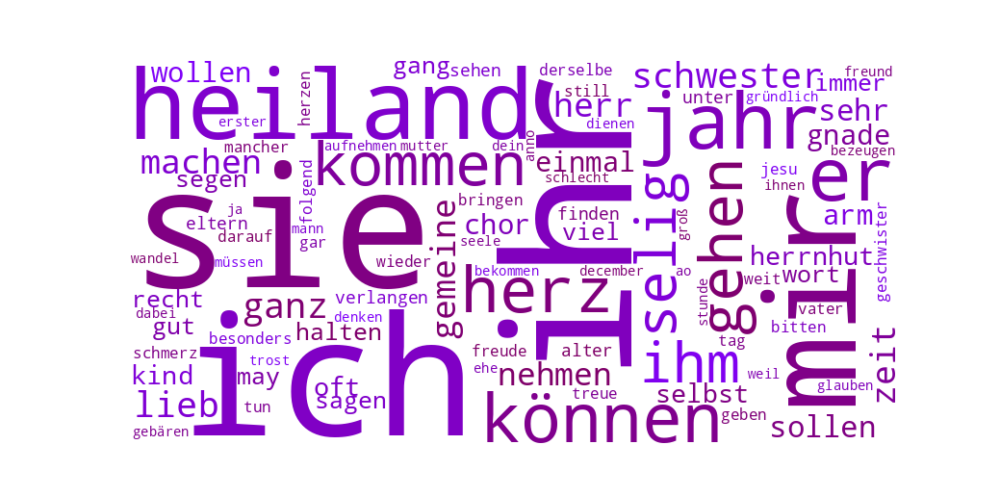 heiland
wollen
gang
sehen
derselbe
schwester
immer
freund
still
unter
gründlich
herzen
erster
herr
jahr
sehr
dienen
gnade
mancher
aufnehmen
mutter
dein
anno
bezeugen
machen
kommen
einmal
er
segen
folgend
schlecht
jesu
ihnen
sie
ihr
selig
gehen
mir
arm
geschwister
ja
eltern
mann
darauf
gar
gemeine
bringen
chor
finden
viel
groß
seele
wandel
müssen
wieder
bekommen
december
ao
herrnhut
weit
wort
recht
dabei
ganz
verlangen
herz
stunde
vater
gut
besonders
denken
halten
bitten
zeit
schmerz
ich
freude
alter
ihm
tag
trost
ehe
nehmen
weil
kind
may
oft
sagen
treue
selbst
glauben
lieb
tun
können
geben
sollen
gebären